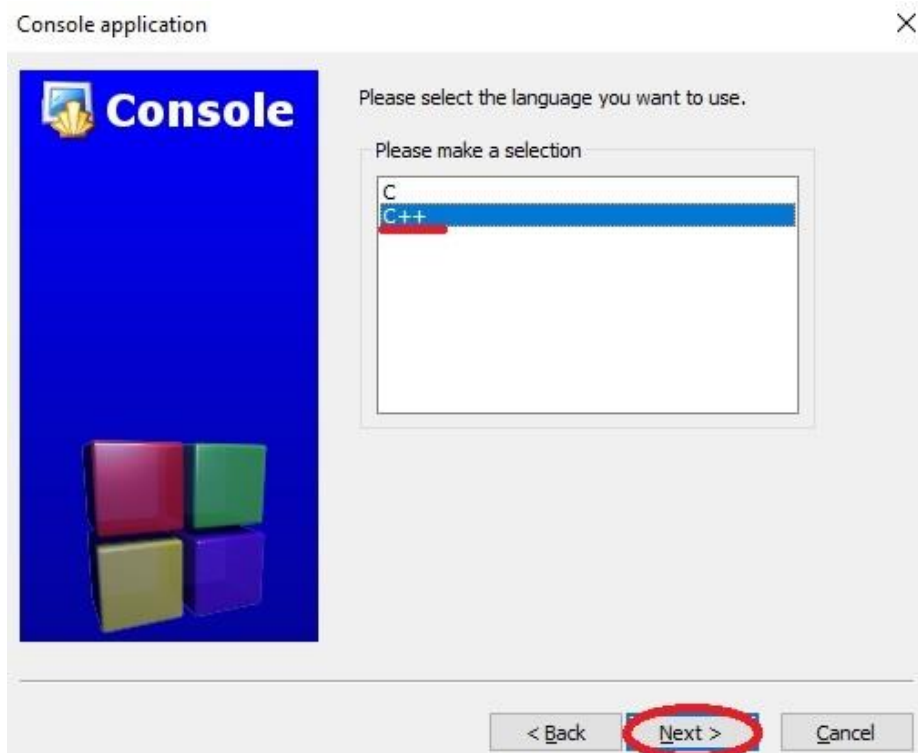 Console application
Console
Please select the language you want to use.
Please make a selection
C
C++
< Back
Next >
Cancel